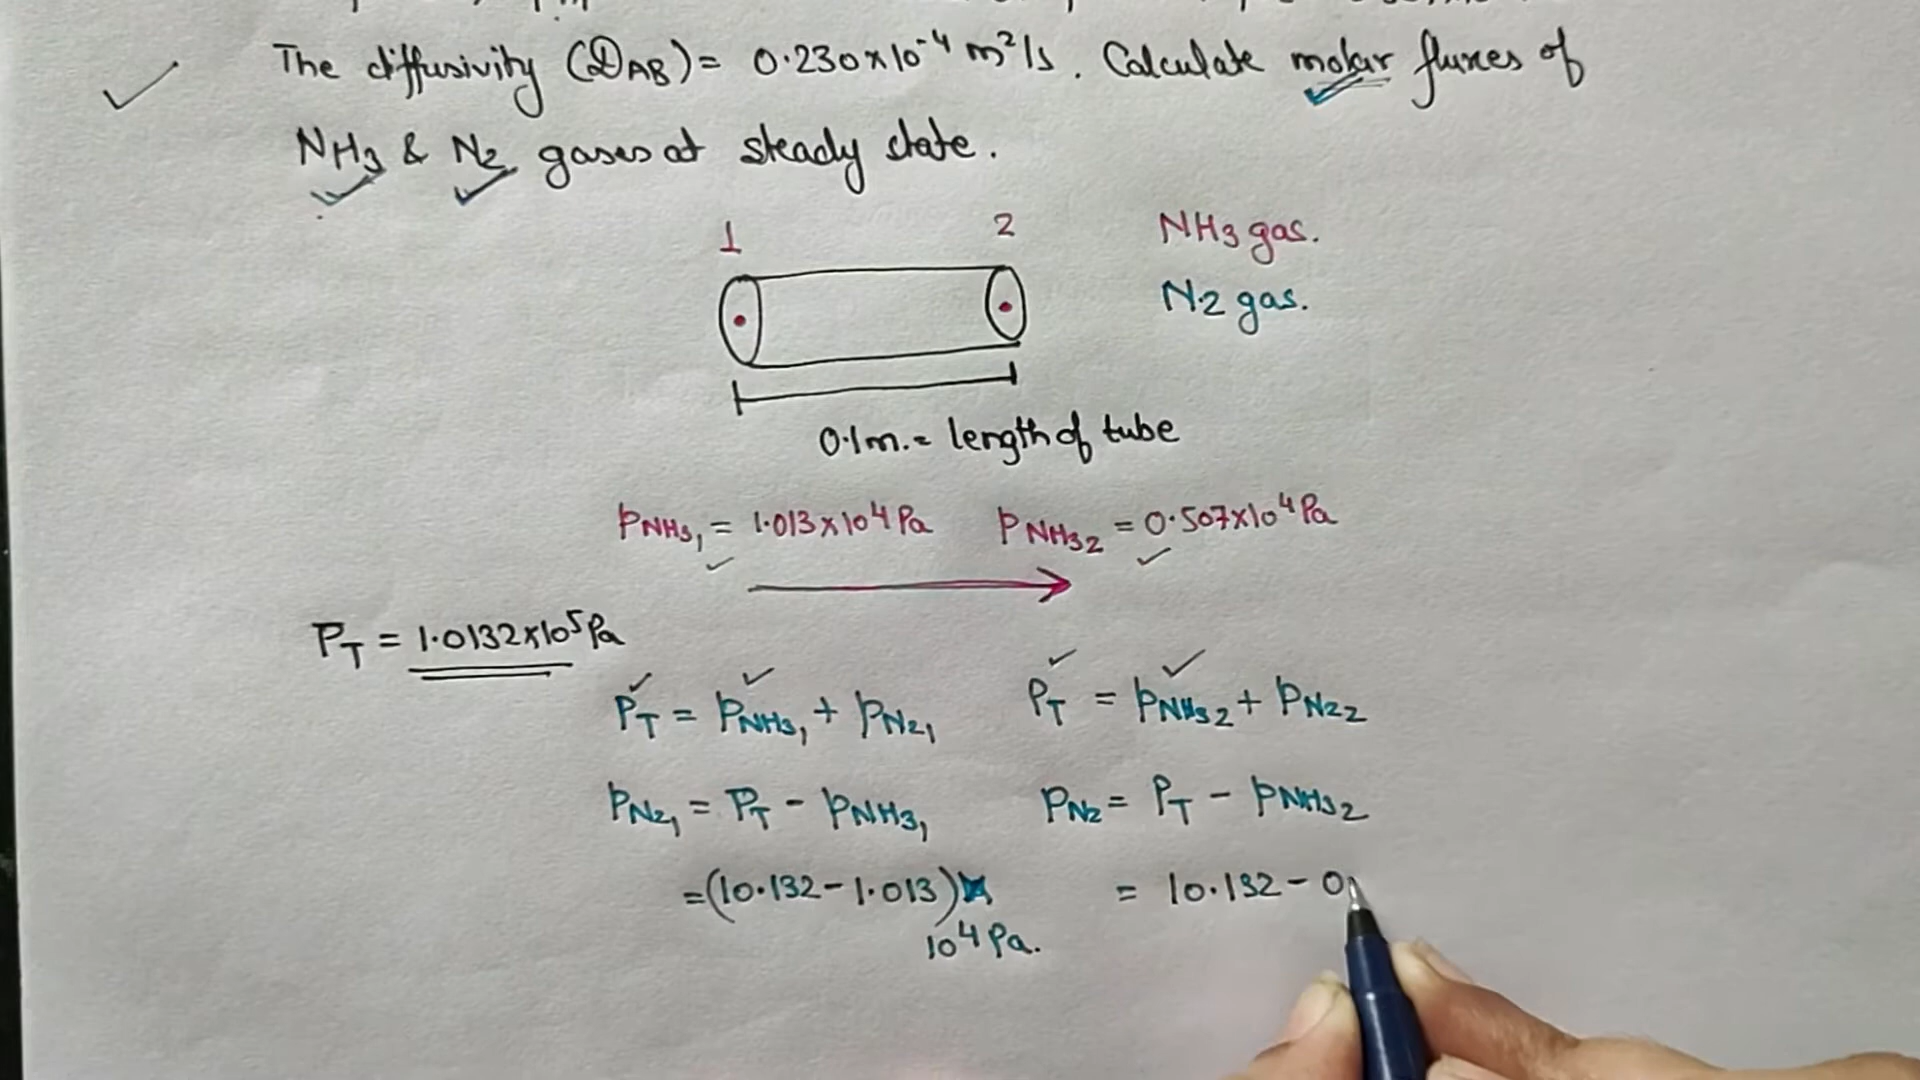 The diffusivity (DAB) = 0.230×10⁻⁴ m²/s. Calculate molar fluxes of
NH3 & N2 gases at steady state.
1 2
NH3 gas.
N2 gas.
0.1m. = length of tube
PNH3,1 = 1.013×10⁴ Pa PNH3 2 = 0.507×10⁴ Pa
PT = 1.0132×10⁵ Pa
PT = PNH3,1 + PN2,1 PT = PNH3 2 + PN2 2
PN2,1 = PT - PNH3,1 PN2 = PT - PNH3 2
= (10.132 - 1.013) × = 10.132 - 0.
10⁴ Pa.